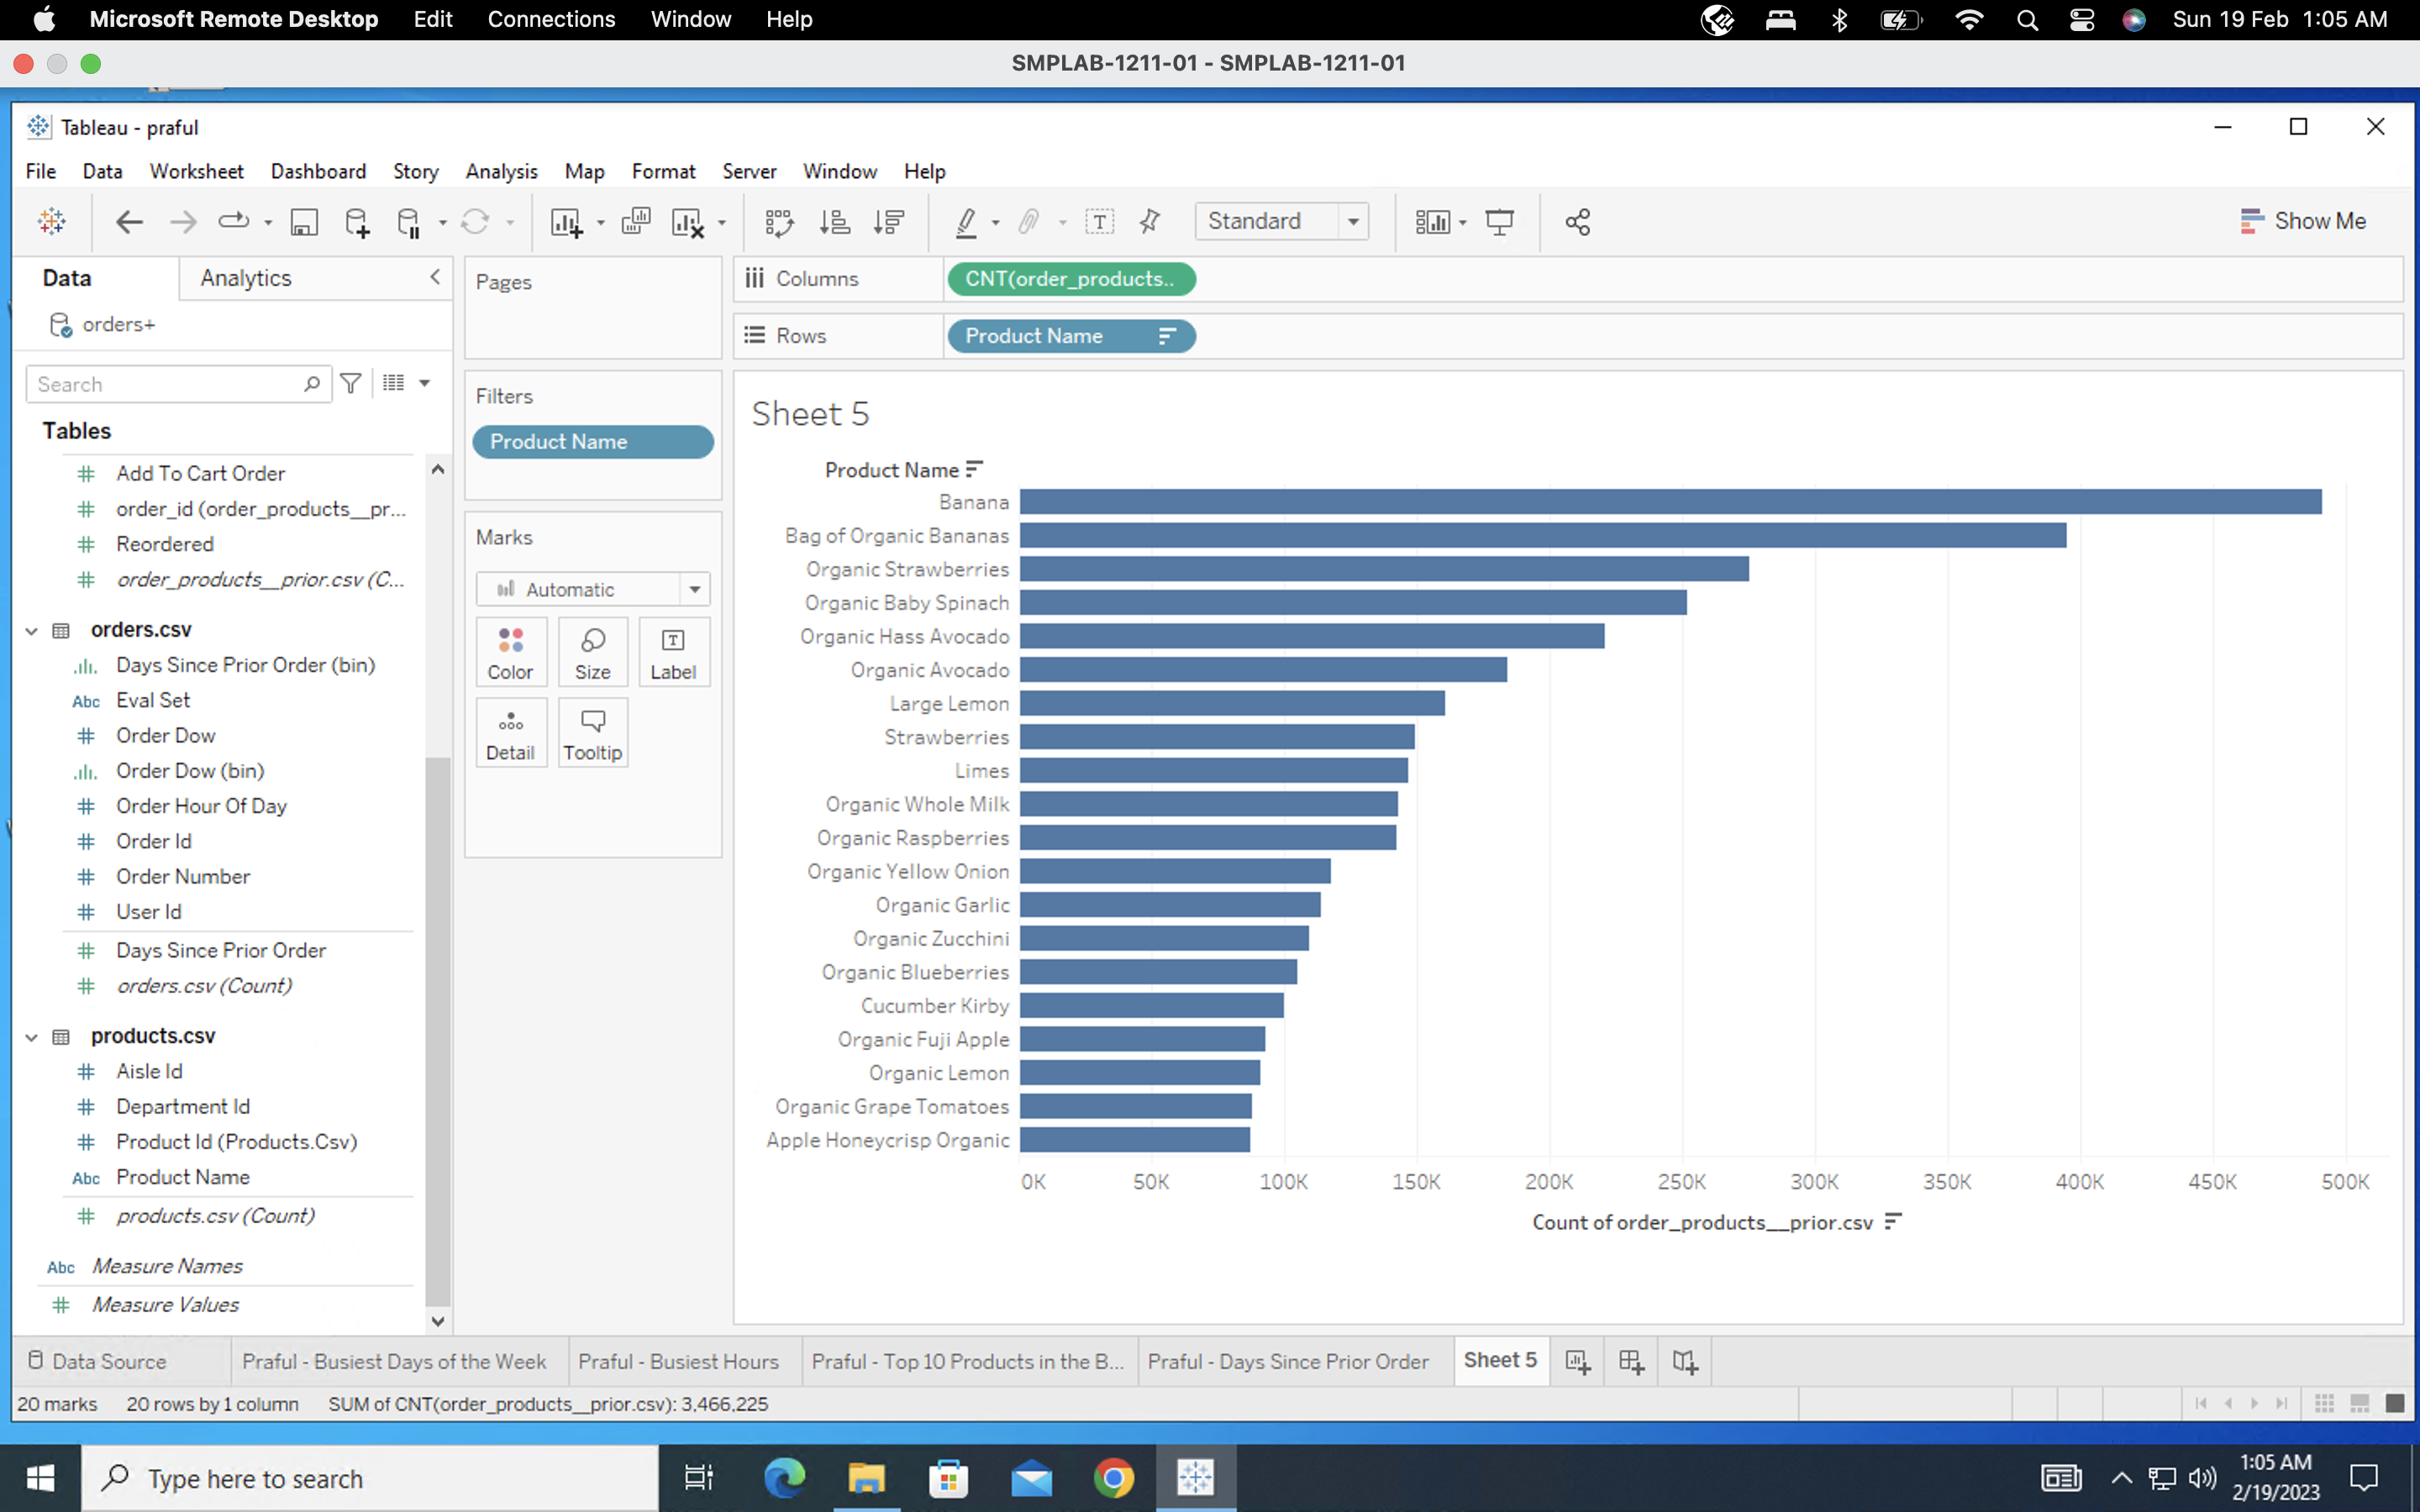 Microsoft Remote Desktop Edit Connections Window Help Sun 19 Feb 1:05 AM
SMPLAB-1211-01 - SMPLAB-1211-01
Tableau - praful
File Data Worksheet Dashboard Story Analysis Map Format Server Window Help
Standard
Show Me
Data
Analytics
orders+
Search
Tables
Add To Cart Order
order_id (order_products__pr...
Reordered
order_products__prior.csv (C...
orders.csv
Days Since Prior Order (bin)
Abc Eval Set
Order Dow
Order Dow (bin)
Order Hour Of Day
Order Id
Order Number
User Id
Days Since Prior Order
orders.csv (Count)
products.csv
Aisle Id
Department Id
Product Id (Products.Csv)
Abc Product Name
products.csv (Count)
Abc Measure Names
Measure Values
Pages
Filters
Product Name
Marks
Automatic
Color Size Label
Detail Tooltip
Columns CNT(order_products..
Rows Product Name
Sheet 5
Product Name
Banana
Bag of Organic Bananas
Organic Strawberries
Organic Baby Spinach
Organic Hass Avocado
Organic Avocado
Large Lemon
Strawberries
Limes
Organic Whole Milk
Organic Raspberries
Organic Yellow Onion
Organic Garlic
Organic Zucchini
Organic Blueberries
Cucumber Kirby
Organic Fuji Apple
Organic Lemon
Organic Grape Tomatoes
Apple Honeycrisp Organic
0K 50K 100K 150K 200K 250K 300K 350K 400K 450K 500K
Count of order_products__prior.csv
Data Source Praful - Busiest Days of the Week Praful - Busiest Hours Praful - Top 10 Products in the B... Praful - Days Since Prior Order Sheet 5
20 marks 20 rows by 1 column SUM of CNT(order_products__prior.csv): 3,466,225
Type here to search
1:05 AM
2/19/2023